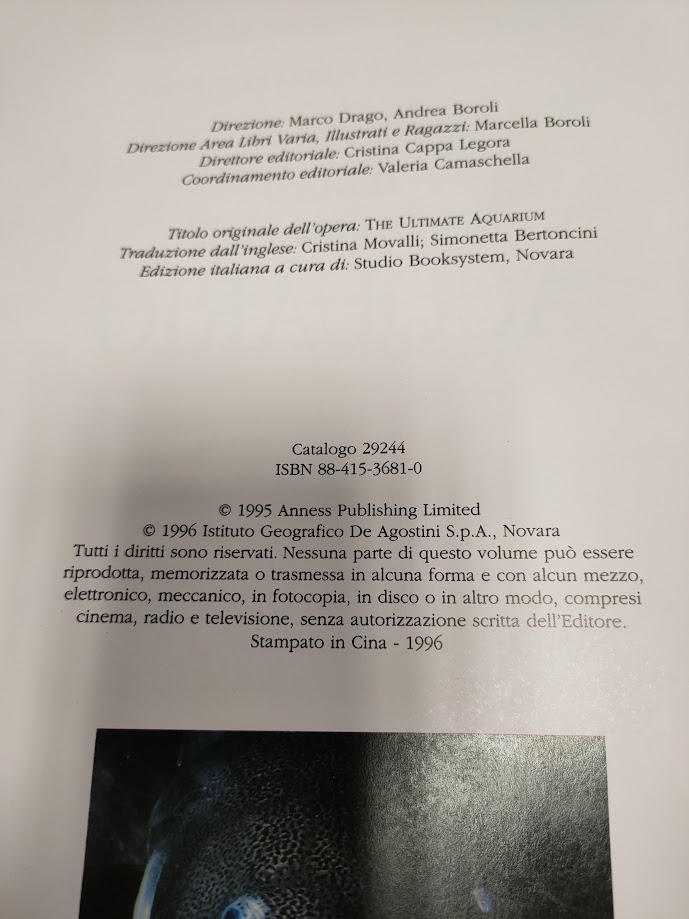 Direzione: Marco Drago, Andrea Boroli
Direzione Area Libri Varia, Illustrati e Ragazzi: Marcella Boroli
Direttore editoriale: Cristina Cappa Legora
Coordinamento editoriale: Valeria Camaschella
Titolo originale dell'opera: THE ULTIMATE AQUARIUM
Traduzione dall'inglese: Cristina Movalli; Simonetta Bertoncini
Edizione italiana a cura di: Studio Booksystem, Novara
Catalogo 29244
ISBN 88-415-3681-0
© 1995 Anness Publishing Limited
© 1996 Istituto Geografico De Agostini S.p.A., Novara
Tutti i diritti sono riservati. Nessuna parte di questo volume può essere
riprodotta, memorizzata o trasmessa in alcuna forma e con alcun mezzo,
elettronico, meccanico, in fotocopia, in disco o in altro modo, compresi
cinema, radio e televisione, senza autorizzazione scritta dell'Editore.
Stampato in Cina - 1996